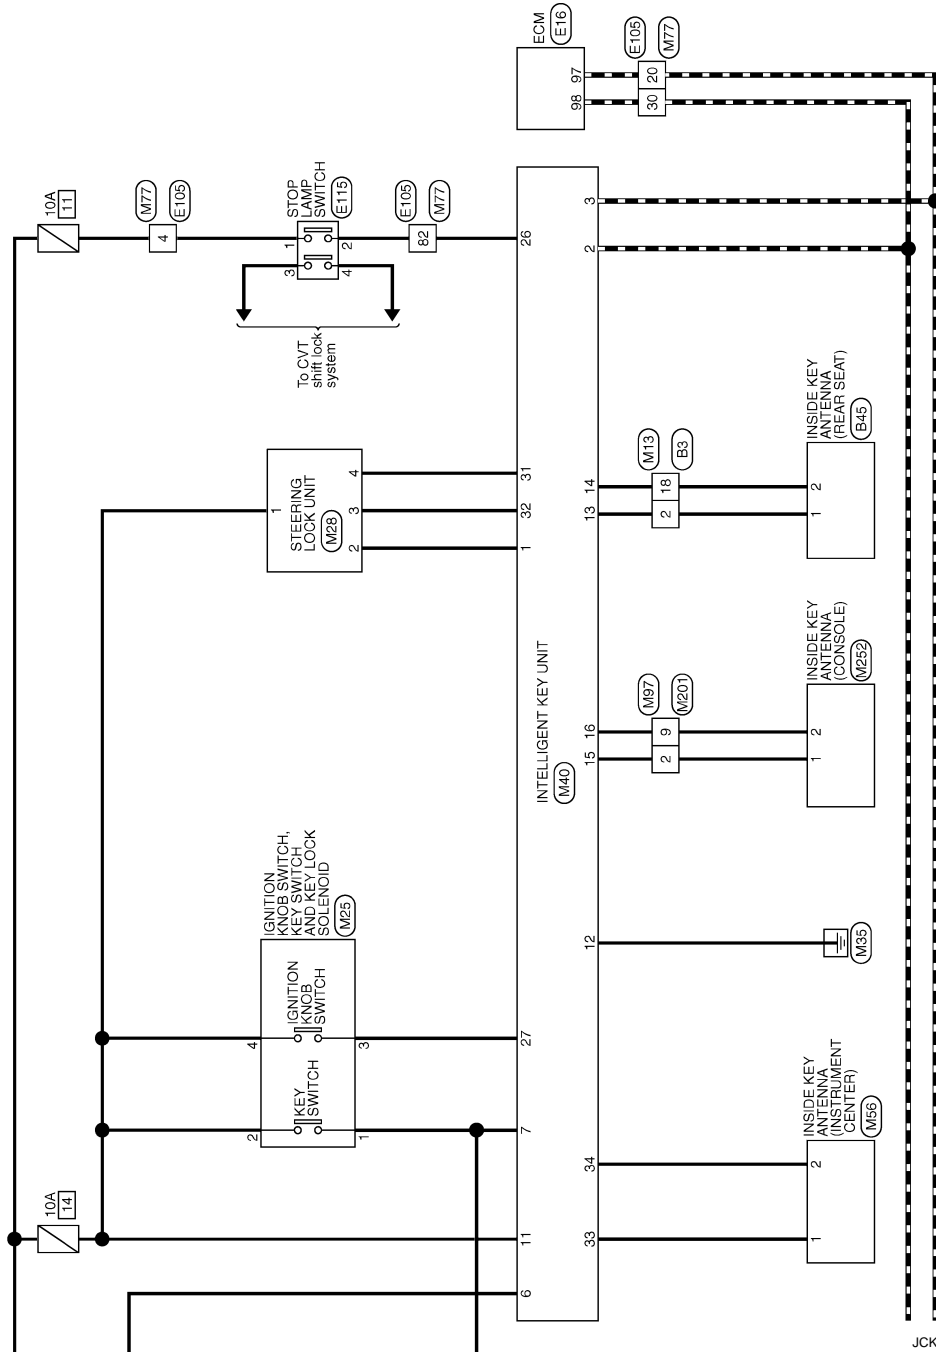 ECM
E16
97
98
E105
M77
20
30
10A
11
M77
E105
4
STOP
LAMP
SWITCH
E115
1
2
3
4
E105
M77
82
26
3
2
To CVT
shift lock
system
STEERING
LOCK UNIT
M28
1
4
3
2
31
32
1
14
13
M13
B3
18
2
2
1
INSIDE KEY
ANTENNA
(REAR SEAT)
B45
INTELLIGENT KEY UNIT
M40
16
15
M97
M201
9
2
2
1
INSIDE KEY
ANTENNA
(CONSOLE)
M252
IGNITION
KNOB SWITCH,
KEY SWITCH
AND KEY LOCK
SOLENOID
M25
IGNITION
KNOB
SWITCH
4
3
KEY
SWITCH
2
1
27
7
12
M35
10A
14
11
6
34
33
2
1
INSIDE KEY
ANTENNA
(INSTRUMENT
CENTER)
M56
JCK